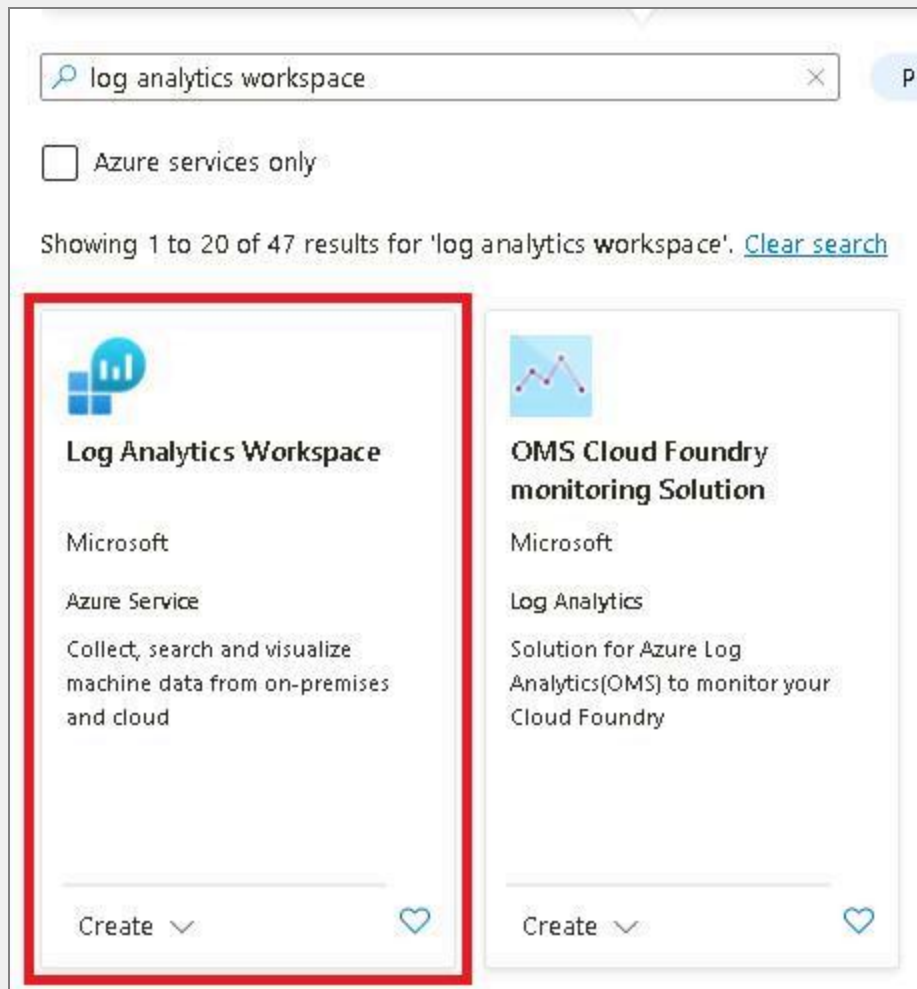 log analytics workspace
P
Azure services only
Showing 1 to 20 of 47 results for 'log analytics workspace'. Clear search
Log Analytics Workspace
Microsoft
Azure Service
Collect, search and visualize
machine data from on-premises
and cloud
Create
OMS Cloud Foundry
monitoring Solution
Microsoft
Log Analytics
Solution for Azure Log
Analytics(OMS) to monitor your
Cloud Foundry
Create